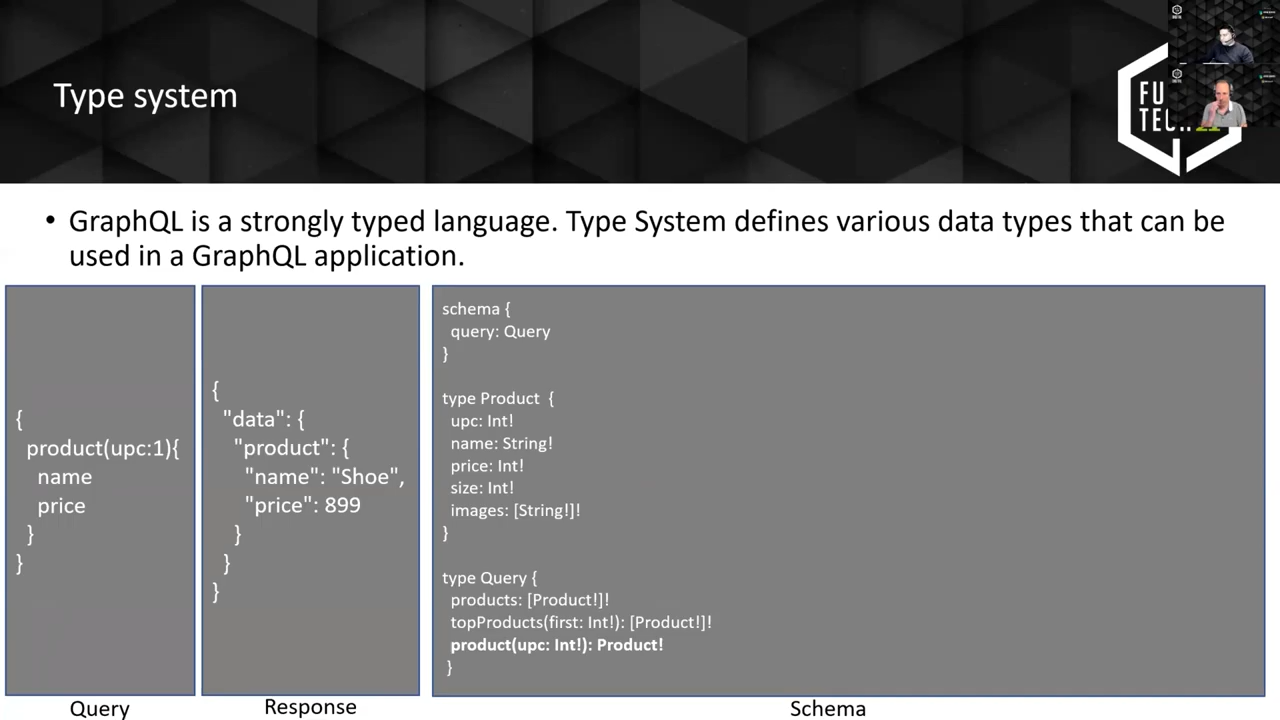 Type system
FU
TECH
• GraphQL is a strongly typed language. Type System defines various data types that can be
used in a GraphQL application.
{
product(upc:1){
name
price
}
}
Query
{
"data": {
"product": {
"name": "Shoe",
"price": 899
}
}
}
Response
schema {
query: Query
}
type Product {
upc: Int!
name: String!
price: Int!
size: Int!
images: [String!]!
}
type Query {
products: [Product!]!
topProducts(first: Int!): [Product!]!
product(upc: Int!): Product!
}
Schema